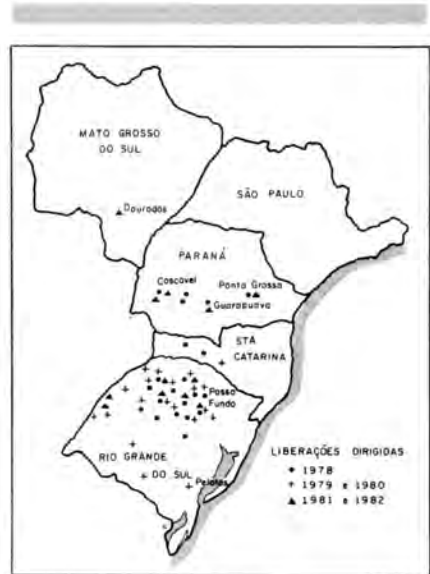 MATO GROSSO
DO SUL
SÃO PAULO
Dourados
PARANÁ
Cascavel
Ponta Grossa
Guarapuava
STÁ
CATARINA
Passo
Fundo
RIO GRANDE
DO SUL
Pelotas
LIBERAÇÕES DIRIGIDAS
1978
1979 e 1980
1981 e 1982